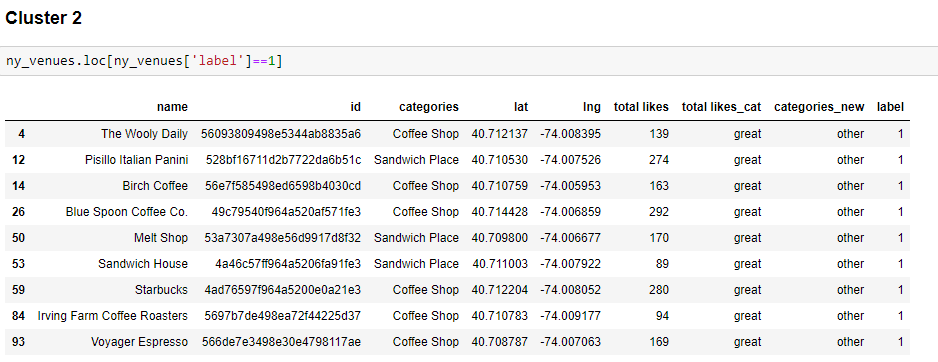 Cluster 2
ny_venues.loc[ny_venues['label']==1]
name id categories lat lng total likes total likes_cat categories_new label
4 The Wooly Daily 56093809498e5344ab8835a6 Coffee Shop 40.712137 -74.008395 139 great other 1
12 Pisillo Italian Panini 528bf16711d2b7722da6b51c Sandwich Place 40.710530 -74.007526 274 great other 1
14 Birch Coffee 56e7f585498ed6598b4030cd Coffee Shop 40.710759 -74.005953 163 great other 1
26 Blue Spoon Coffee Co. 49c79540f964a520af571fe3 Coffee Shop 40.714428 -74.006859 292 great other 1
50 Melt Shop 53a7307a498e56d9917d8f32 Sandwich Place 40.709800 -74.006677 170 great other 1
53 Sandwich House 4a46c57ff964a5206fa91fe3 Sandwich Place 40.711003 -74.007922 89 great other 1
59 Starbucks 4ad76597f964a5200e0a21e3 Coffee Shop 40.712204 -74.008052 280 great other 1
84 Irving Farm Coffee Roasters 5697b7de498ea72f44225d37 Coffee Shop 40.710783 -74.009177 94 great other 1
93 Voyager Espresso 566de7e3498e30e4798117ae Coffee Shop 40.708787 -74.007063 169 great other 1